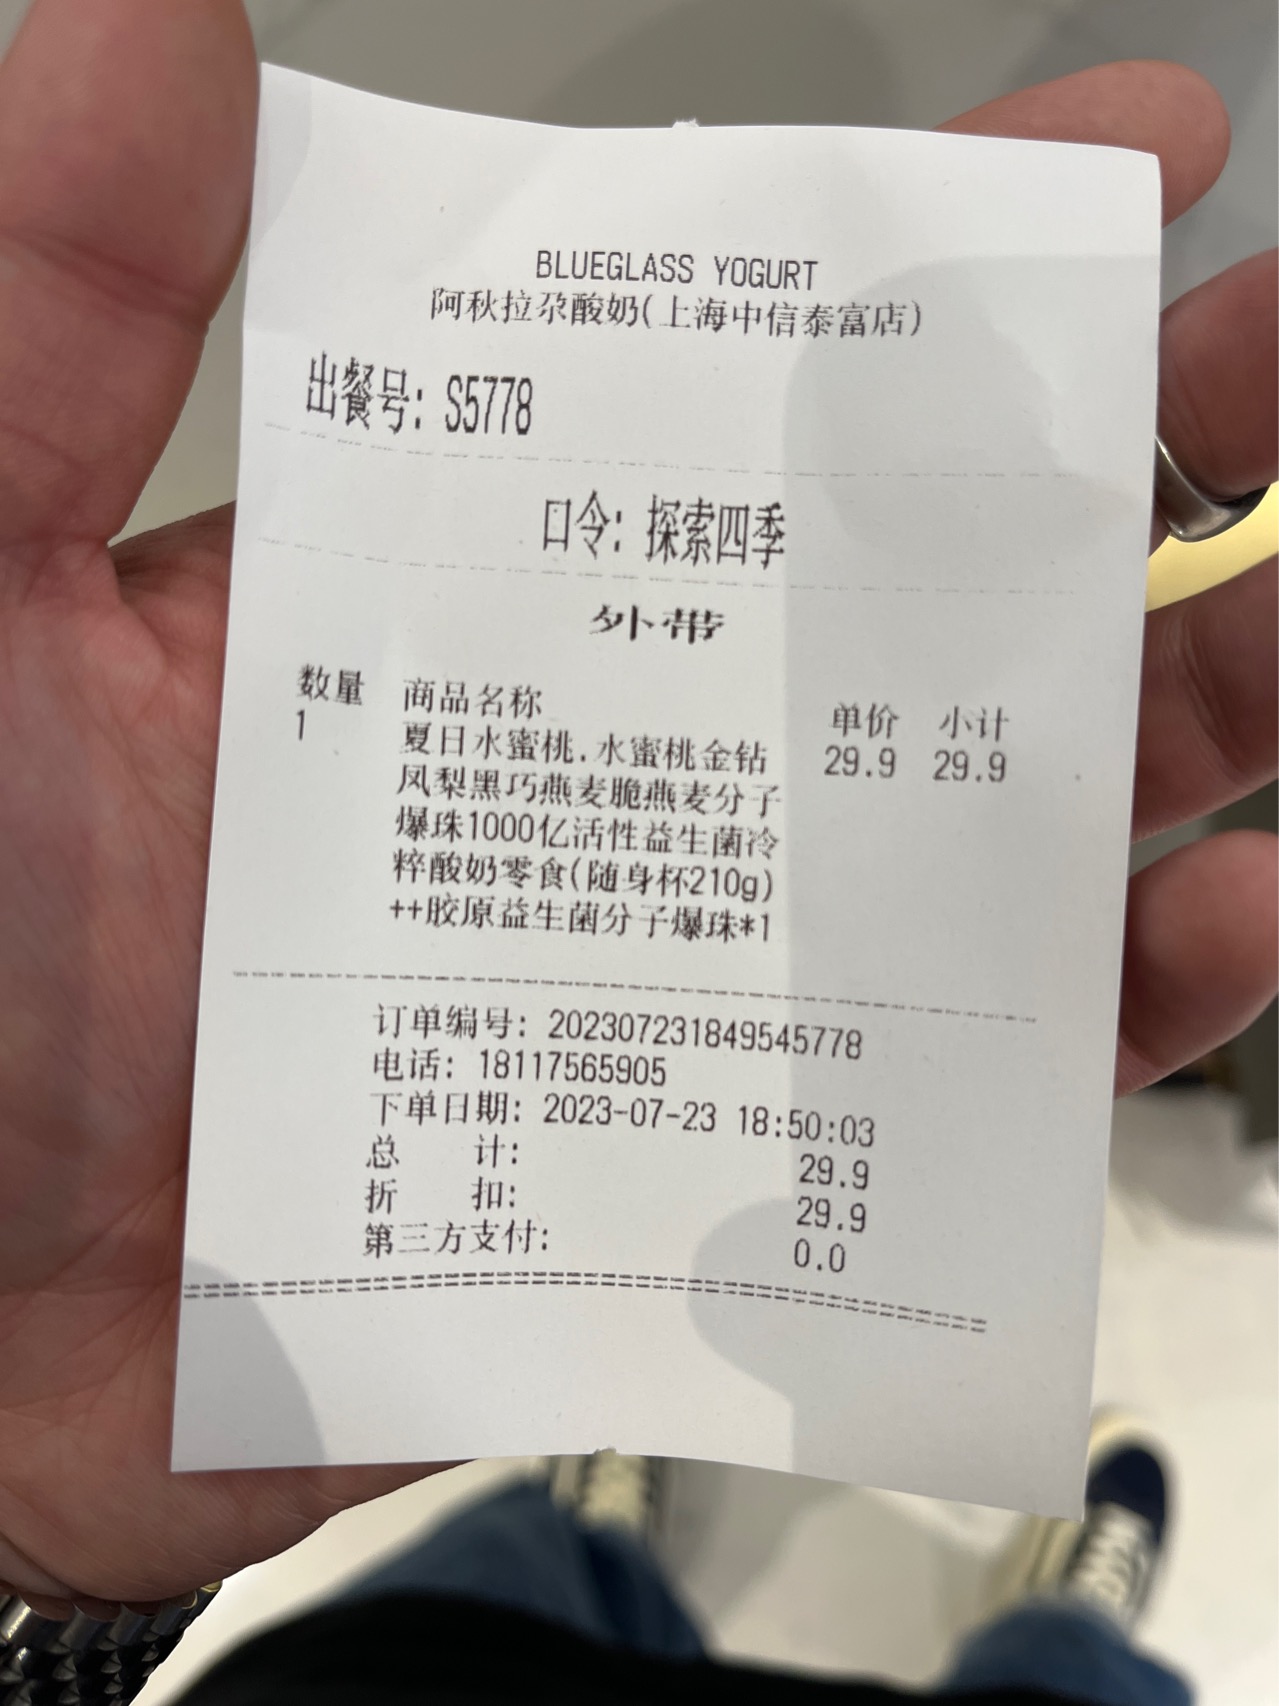 BLUEGLASS YOGURT
阿秋拉尕酸奶(上海中信泰富店)
出餐号: S5778
口令: 探索四季
外带
数量 商品名称 单价 小计
1 夏日水蜜桃.水蜜桃金钻 29.9 29.9
凤梨黑巧燕麦脆燕麦分子
爆珠1000亿活性益生菌冷
粹酸奶零食(随身杯210g)
++胶原益生菌分子爆珠*1
订单编号: 202307231849545778
电话: 18117565905
下单日期: 2023-07-23 18:50:03
总 计: 29.9
折 扣: 29.9
第三方支付: 0.0